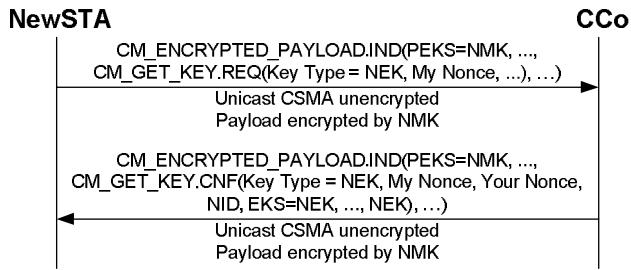 NewSTA CCo
CM_ENCRYPTED_PAYLOAD.IND(PEKS=NMK, ...,
CM_GET_KEY.REQ(Key Type = NEK, My Nonce, ...), ...)
Unicast CSMA unencrypted
Payload encrypted by NMK
CM_ENCRYPTED_PAYLOAD.IND(PEKS=NMK, ...,
CM_GET_KEY.CNF(Key Type = NEK, My Nonce, Your Nonce,
NID, EKS=NEK, ..., NEK), ...)
Unicast CSMA unencrypted
Payload encrypted by NMK